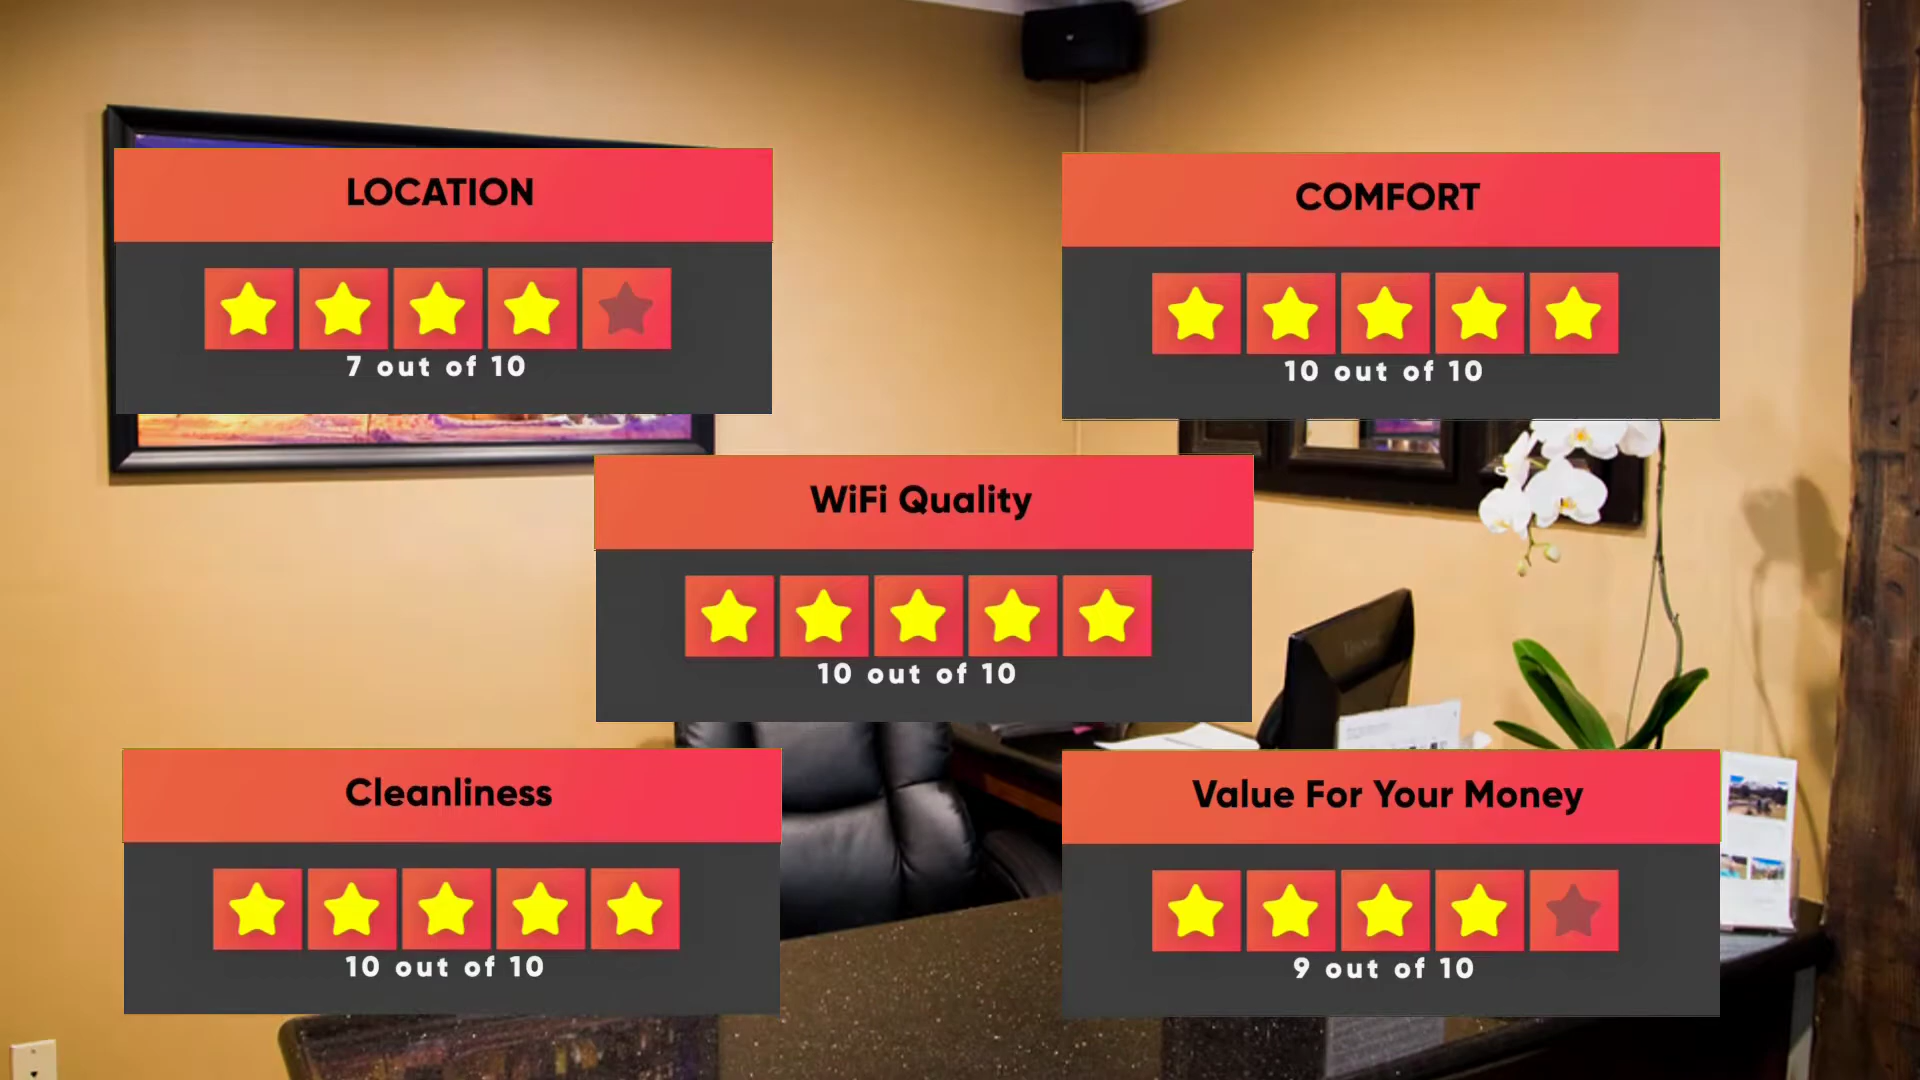 LOCATION
7 out of 10
COMFORT
10 out of 10
WiFi Quality
10 out of 10
Cleanliness
10 out of 10
Value For Your Money
9 out of 10